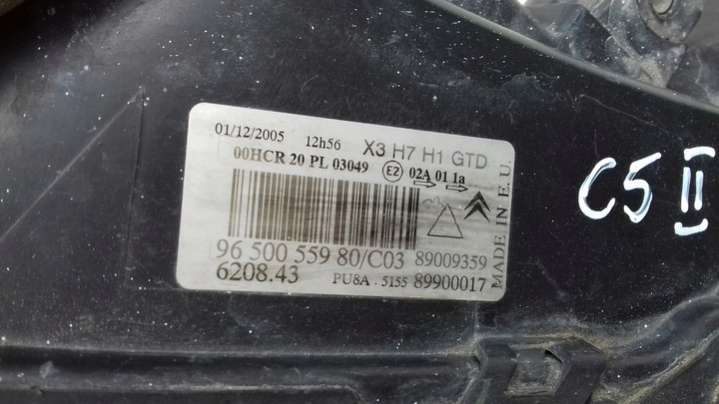 01/12/2005 12h56 X3 H7 H1 GTD
00HCR 20 PL 03049 E2 02A 01 1a
96 500 559 80/C03 89009359
6208.43 PU8A . 5155 89900017
MADE IN E.U.
C5 II